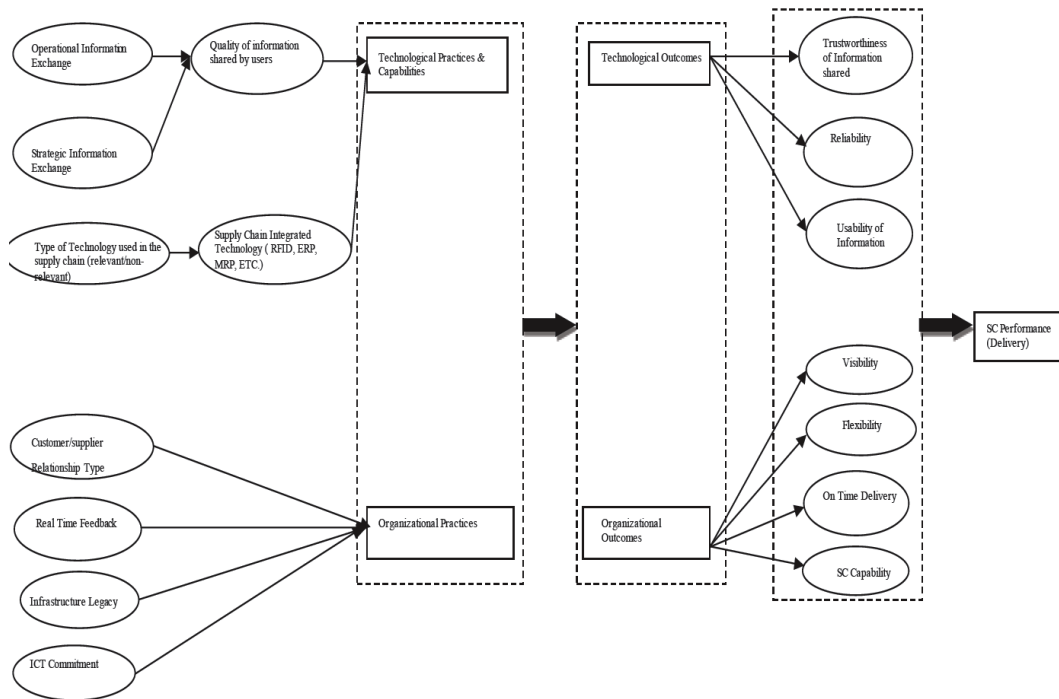 Operational Information
Exchange
Quality of information
shared by users
Technological Practices &
Capabilities
Technological Outcomes
Trustworthiness
of Information
shared
Strategic Information
Exchange
Reliability
Type of Technology used in the
supply chain (relevant/non-
relevant)
Supply Chain Integrated
Technology ( RFID, ERP,
MRP, ETC.)
Usability of
Information
SC Performance
(Delivery)
Visibility
Customer/supplier
Relationship Type
Flexibility
Real Time Feedback
Organizational Practices
Organizational
Outcomes
On Time Delivery
Infrastructure Legacy
SC Capability
ICT Commitment